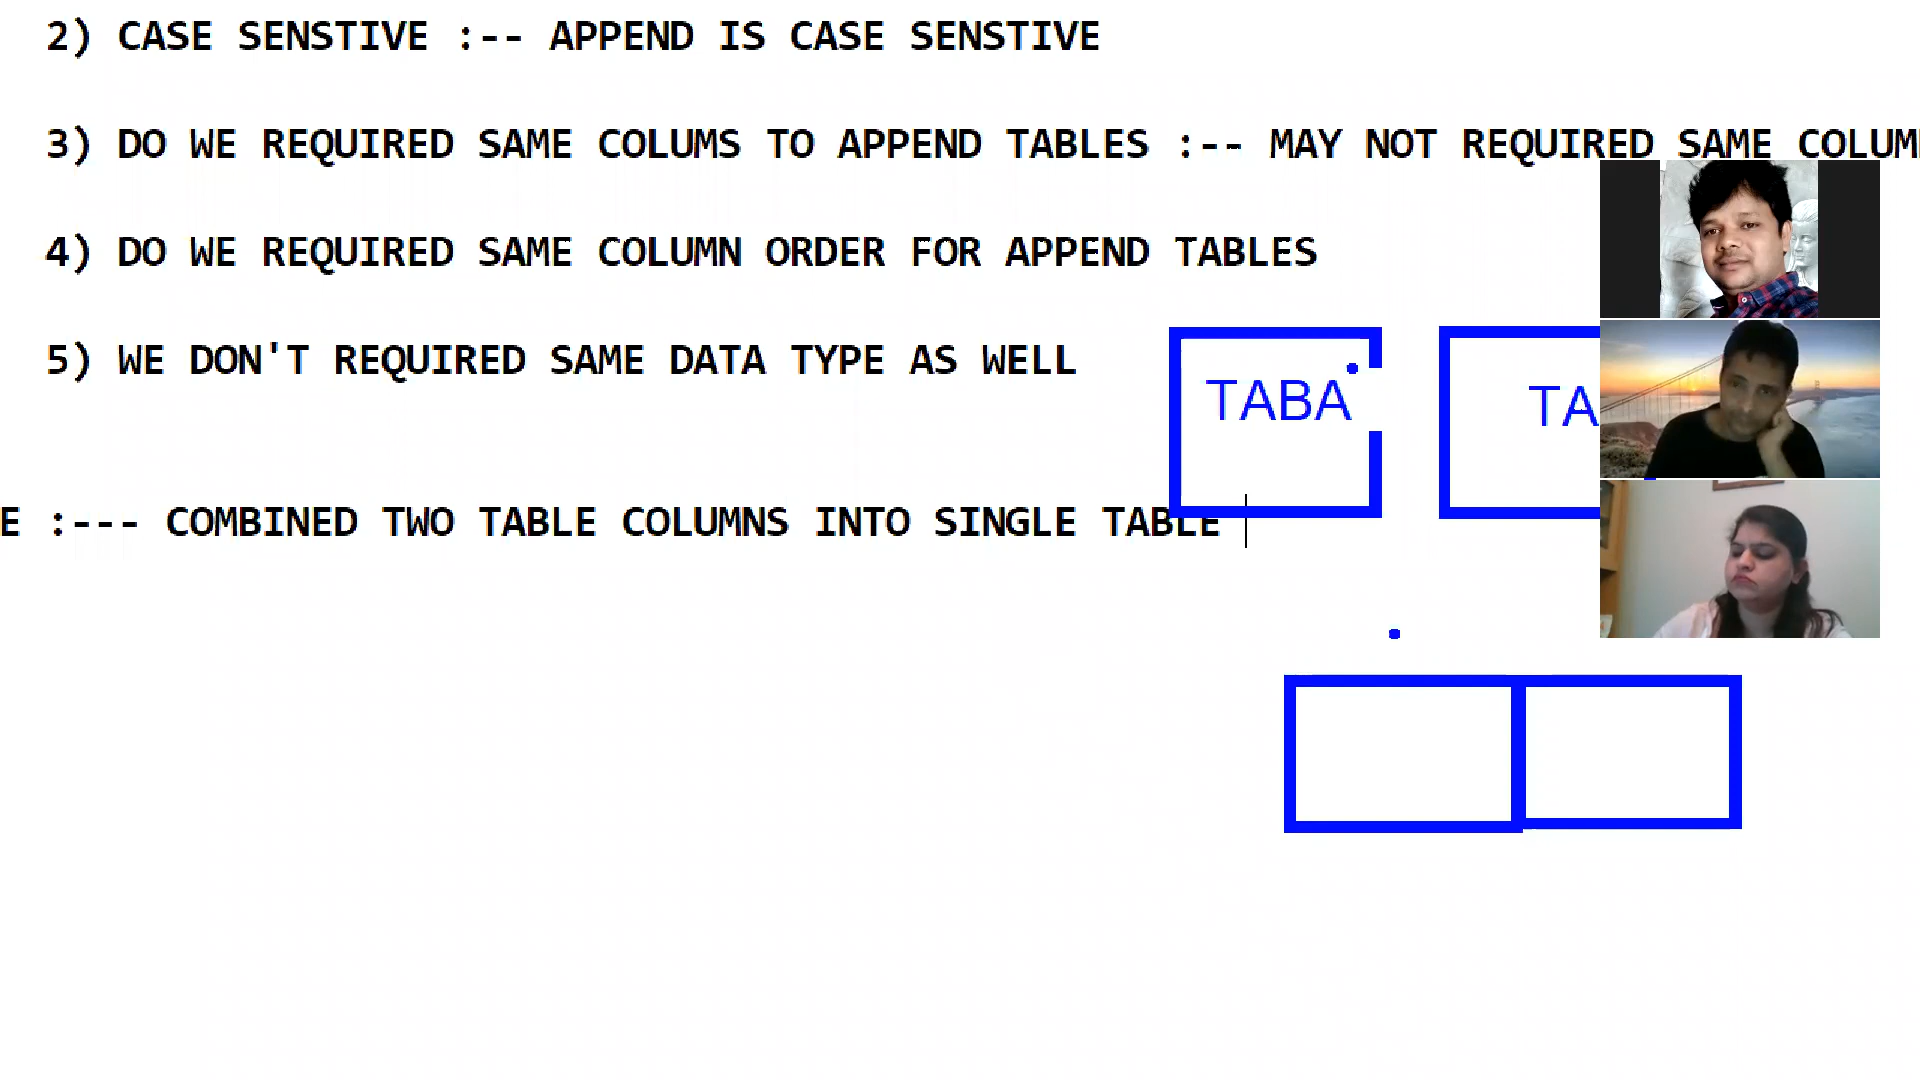 2) CASE SENSTIVE :-- APPEND IS CASE SENSTIVE
3) DO WE REQUIRED SAME COLUMS TO APPEND TABLES :-- MAY NOT REQUIRED SAME
4) DO WE REQUIRED SAME COLUMN ORDER FOR APPEND TABLES
5) WE DON'T REQUIRED SAME DATA TYPE AS WELL
TABA
E :--- COMBINED TWO TABLE COLUMNS INTO SINGLE TABLE